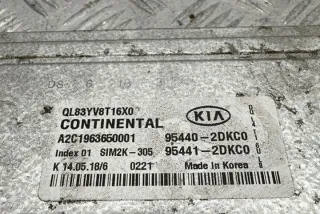 QL83YV8T16X0
CONTINENTAL
KIA
A2C1963650001
95440-2DKC0
Index 01 SIM2K-305
95441-2DKC0
K 14.05.18/6 0221 Made in Korea